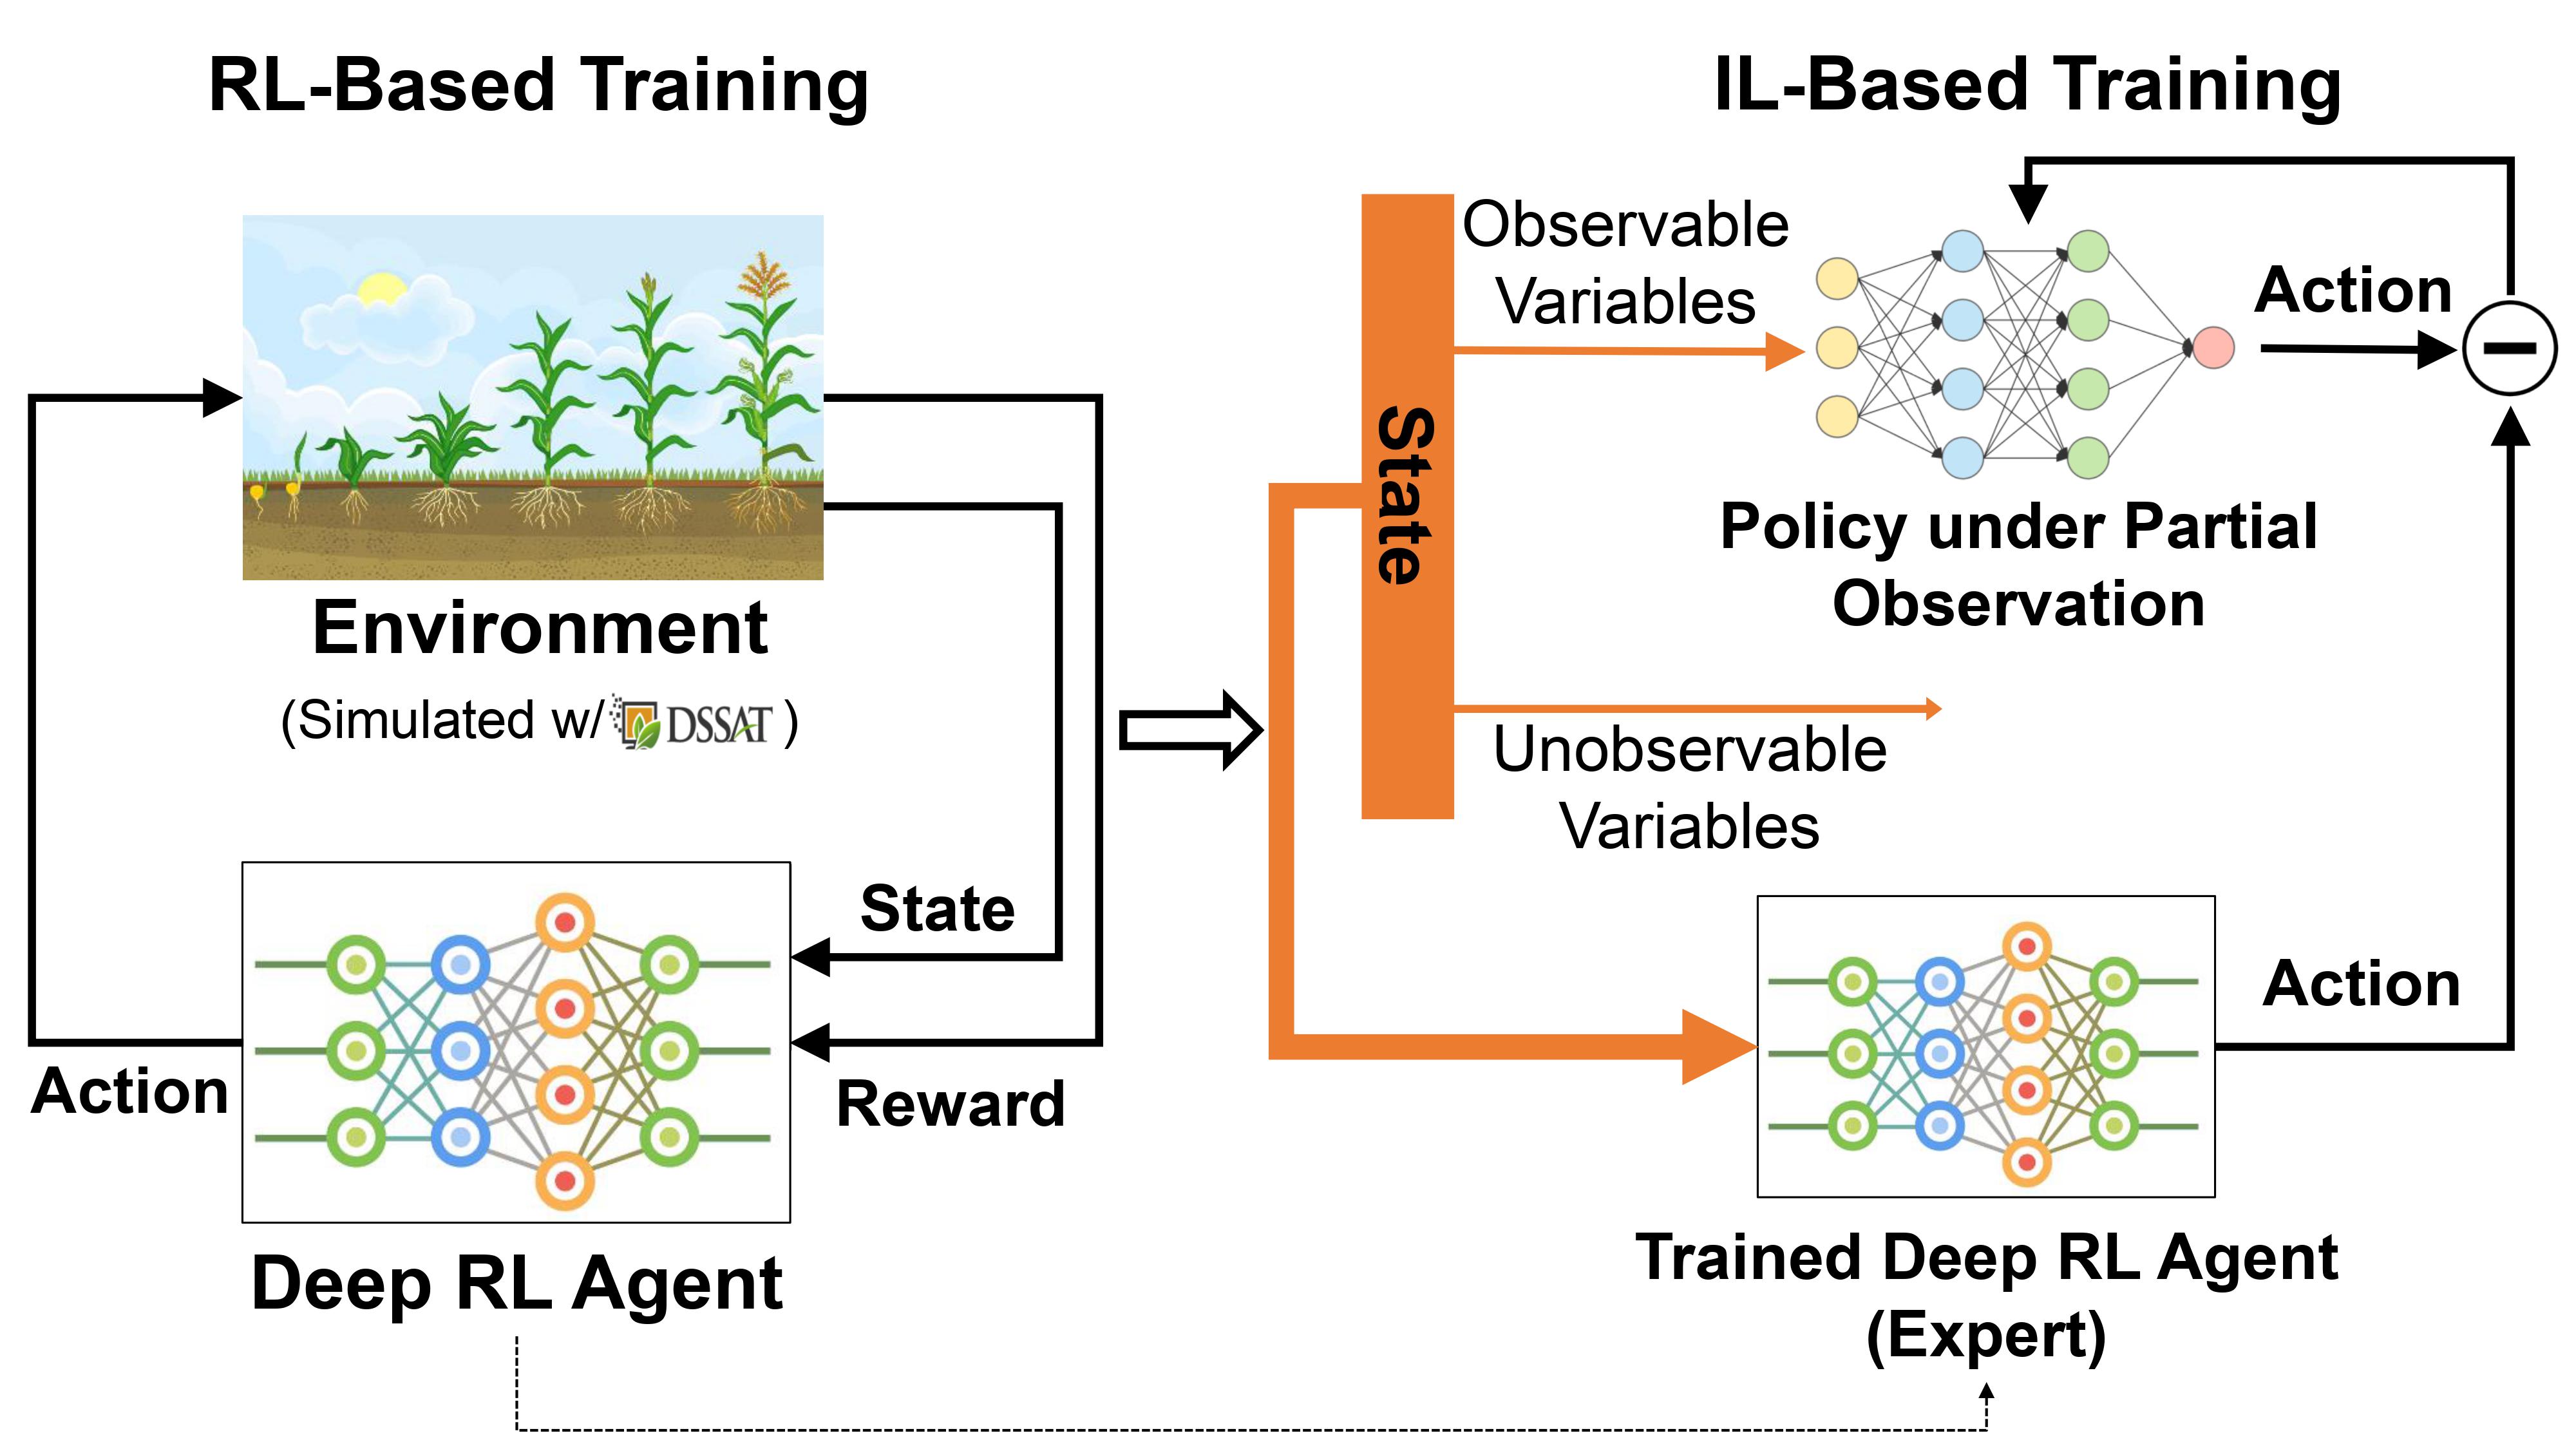 RL-Based Training
Environment
(Simulated w/ DSSAT )
State
Action
Reward
Deep RL Agent
IL-Based Training
Observable
Variables
State
Action
Policy under Partial
Observation
Unobservable
Variables
Action
Trained Deep RL Agent
(Expert)